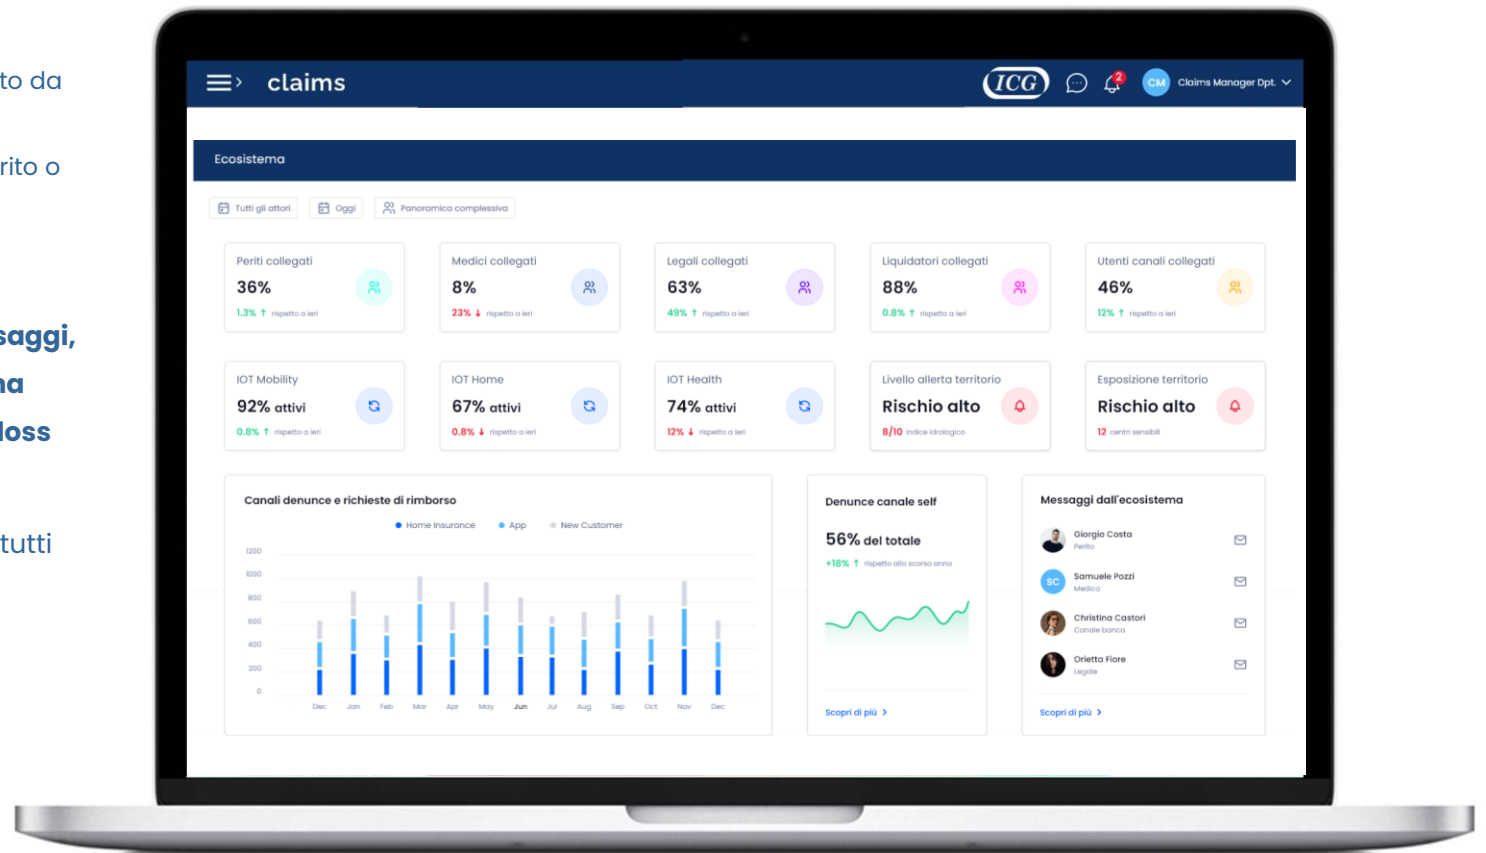 to da
rito o
saggi,
na
loss
tutti
claims
ICG
2
CM
Claims Manager Dpt.
Ecosistema
Tutti gli attori
Oggi
Panoramica complessiva
Periti collegati
36%
1.3% ↑ rispetto a ieri
Medici collegati
8%
23% ↓ rispetto a ieri
Legali collegati
63%
49% ↑ rispetto a ieri
Liquidatori collegati
88%
0.8% ↑ rispetto a ieri
Utenti canali collegati
46%
12% ↑ rispetto a ieri
IOT Mobility
92% attivi
0.8% ↑ rispetto a ieri
IOT Home
67% attivi
0.8% ↓ rispetto a ieri
IOT Health
74% attivi
12% ↓ rispetto a ieri
Livello allerta territorio
Rischio alto
8/10 indice idrologico
Esposizione territorio
Rischio alto
12 centri sensibili
Canali denunce e richieste di rimborso
Home Insurance App New Customer
1200
1000
800
600
400
200
0
Dec Jan Feb Mar Apr May Jun Jul Aug Sep Oct Nov Dec
Denunce canale self
56% del totale
+18% ↑ rispetto allo scorso anno
Scopri di più >
Messaggi dall'ecosistema
Giorgio Costa
Perito
SC
Samuele Pozzi
Medico
Christina Castori
Canale banca
Orietta Fiore
Legale
Scopri di più >